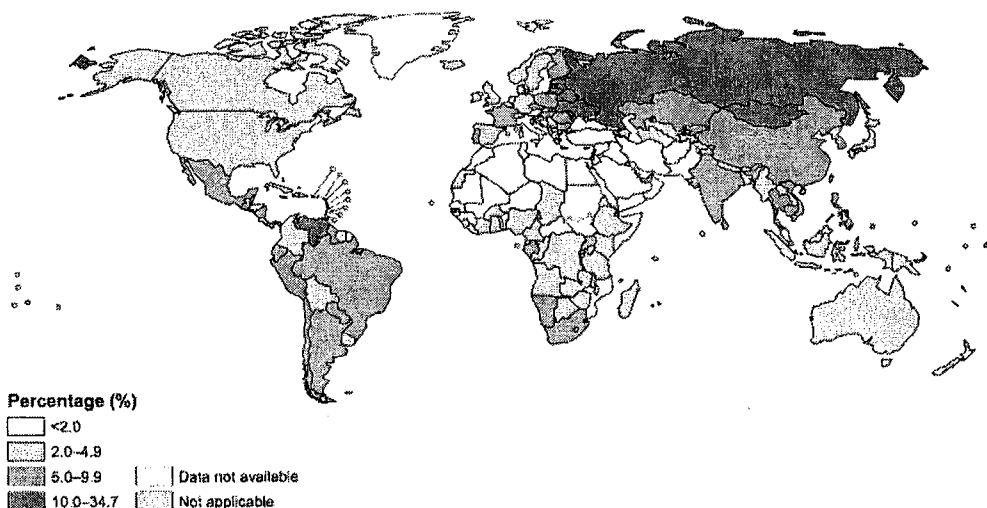 Percentage (%)
<2.0
2.0–4.9
5.0–9.9
Data not available
10.0–34.7
Not applicable